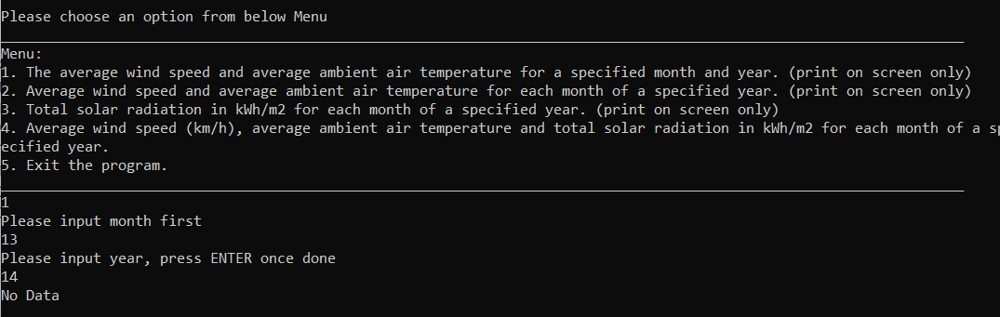 Please choose an option from below Menu
Menu:
1. The average wind speed and average ambient air temperature for a specified month and year. (print on screen only)
2. Average wind speed and average ambient air temperature for each month of a specified year. (print on screen only)
3. Total solar radiation in kWh/m2 for each month of a specified year. (print on screen only)
4. Average wind speed (km/h), average ambient air temperature and total solar radiation in kWh/m2 for each month of a sp
ecified year.
5. Exit the program.
1
Please input month first
13
Please input year, press ENTER once done
14
No Data